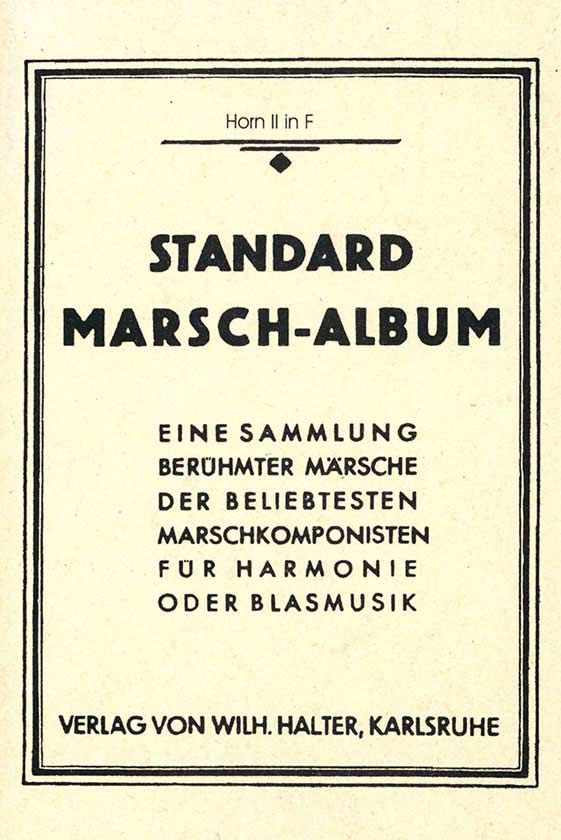 Horn II in F
STANDARD
MARSCH-ALBUM
EINE SAMMLUNG
BERÜHMTER MÄRSCHE
DER BELIEBTESTEN
MARSCHKOMPONISTEN
FÜR HARMONIE
ODER BLASMUSIK
VERLAG VON WILH. HALTER, KARLSRUHE